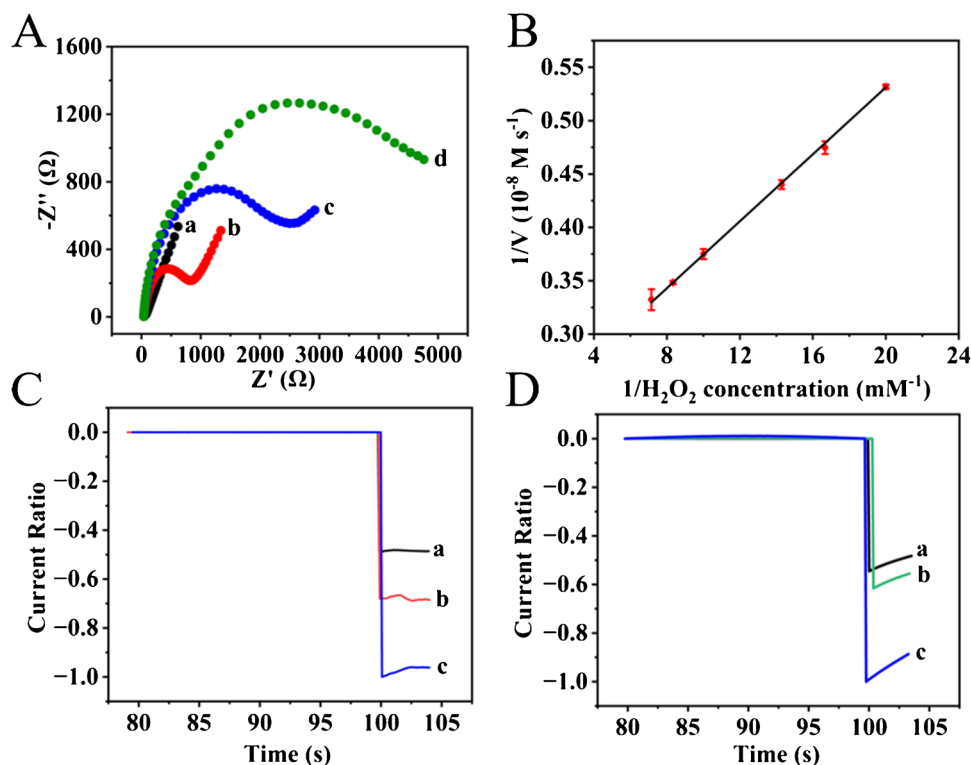 A
1600
1200
800
400
0
-Z'' (Ω)
a
b
c
d
0 1000 2000 3000 4000 5000
Z' (Ω)
B
0.55
0.50
0.45
0.40
0.35
0.30
1/V (10⁻⁸ M s⁻¹)
4 8 12 16 20 24
1/H₂O₂ concentration (mM⁻¹)
C
0.0
−0.2
−0.4
−0.6
−0.8
−1.0
Current Ratio
a
b
c
80 85 90 95 100 105
Time (s)
D
0.0
−0.2
−0.4
−0.6
−0.8
−1.0
Current Ratio
a
b
c
80 85 90 95 100 105
Time (s)